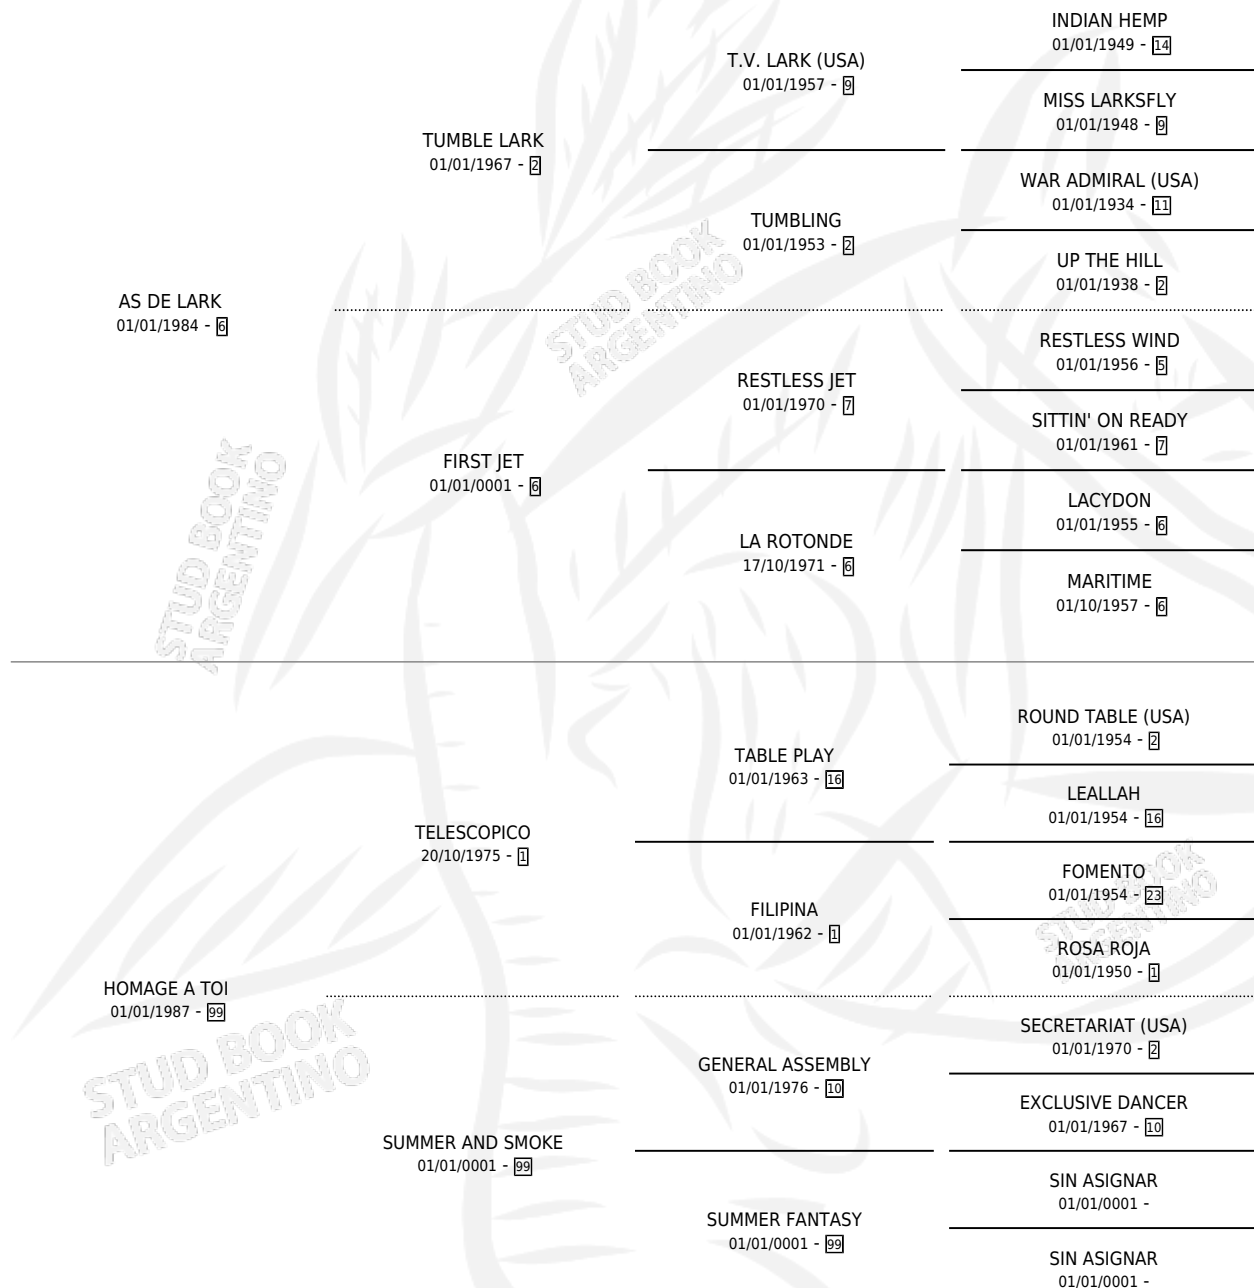 INDIAN HEMP
01/01/1949 - 14
T.V. LARK (USA)
01/01/1957 - 9
MISS LARKSFLY
01/01/1948 - 9
TUMBLE LARK
01/01/1967 - 2
WAR ADMIRAL (USA)
01/01/1934 - 11
TUMBLING
01/01/1953 - 2
UP THE HILL
01/01/1938 - 2
AS DE LARK
01/01/1984 - 6
RESTLESS WIND
01/01/1956 - 5
RESTLESS JET
01/01/1970 - 7
SITTIN' ON READY
01/01/1961 - 7
FIRST JET
01/01/0001 - 6
LACYDON
01/01/1955 - 6
LA ROTONDE
17/10/1971 - 6
MARITIME
01/10/1957 - 6
STUD BOOK
ARGENTINO
STUD BOOK
ARGENTINO
ROUND TABLE (USA)
01/01/1954 - 2
TABLE PLAY
01/01/1963 - 16
LEALLAH
01/01/1954 - 16
TELESCOPICO
20/10/1975 - 1
FOMENTO
01/01/1954 - 23
FILIPINA
01/01/1962 - 1
ROSA ROJA
01/01/1950 - 1
STUD BOOK
ARGENTINO
HOMAGE A TOI
01/01/1987 - 99
SECRETARIAT (USA)
01/01/1970 - 2
GENERAL ASSEMBLY
01/01/1976 - 10
EXCLUSIVE DANCER
01/01/1967 - 10
SUMMER AND SMOKE
01/01/0001 - 99
SIN ASIGNAR
01/01/0001 -
SUMMER FANTASY
01/01/0001 - 99
SIN ASIGNAR
01/01/0001 -
STUD BOOK
ARGENTINO